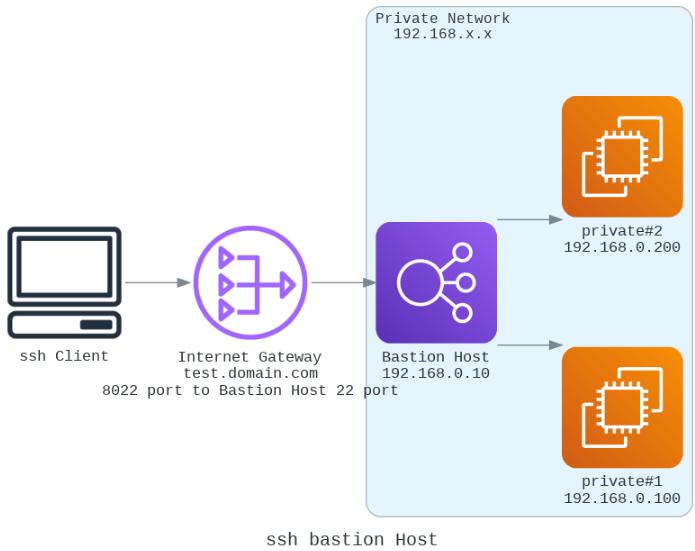 Private Network
192.168.x.x
private#2
192.168.0.200
ssh Client
Internet Gateway
test.domain.com
8022 port to Bastion Host 22 port
Bastion Host
192.168.0.10
private#1
192.168.0.100
ssh bastion Host